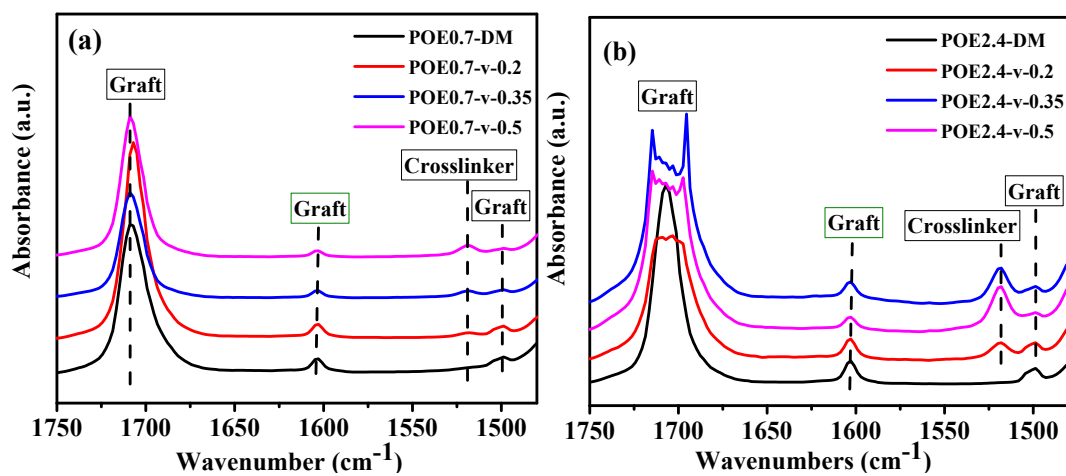 (a)
POE0.7-DM
POE0.7-v-0.2
POE0.7-v-0.35
POE0.7-v-0.5
Graft
Crosslinker
Graft
Graft
Absorbance (a.u.)
1750 1700 1650 1600 1550 1500
Wavenumber (cm-1)
(b)
POE2.4-DM
POE2.4-v-0.2
POE2.4-v-0.35
POE2.4-v-0.5
Graft
Graft
Graft
Crosslinker
Absorbance (a.u.)
1750 1700 1650 1600 1550 1500
Wavenumbers (cm-1)